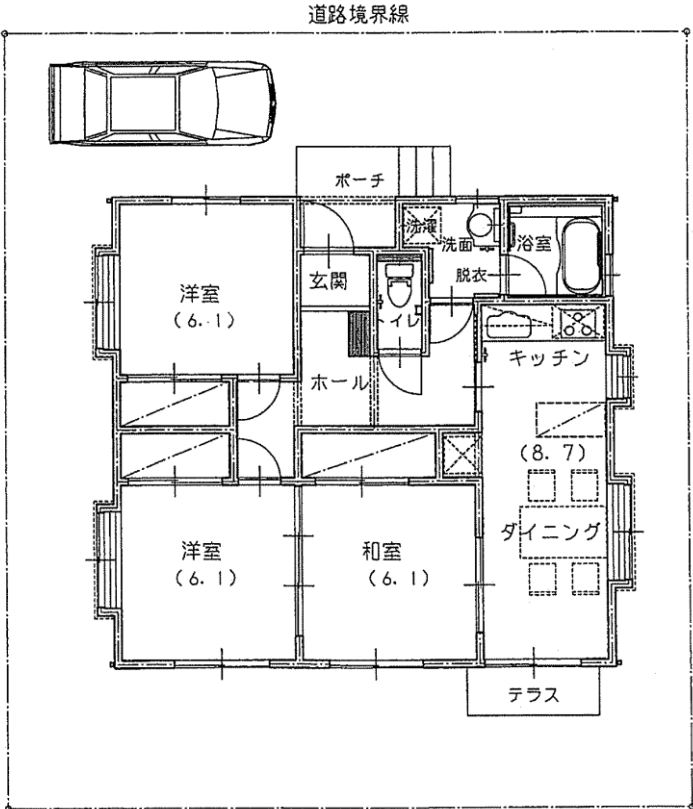 道路境界線
ポーチ
洗濯
洗面
浴室
脱衣
玄関
トイレ
洋室
(6.1)
ホール
キッチン
(8.7)
ダイニング
洋室
(6.1)
和室
(6.1)
テラス